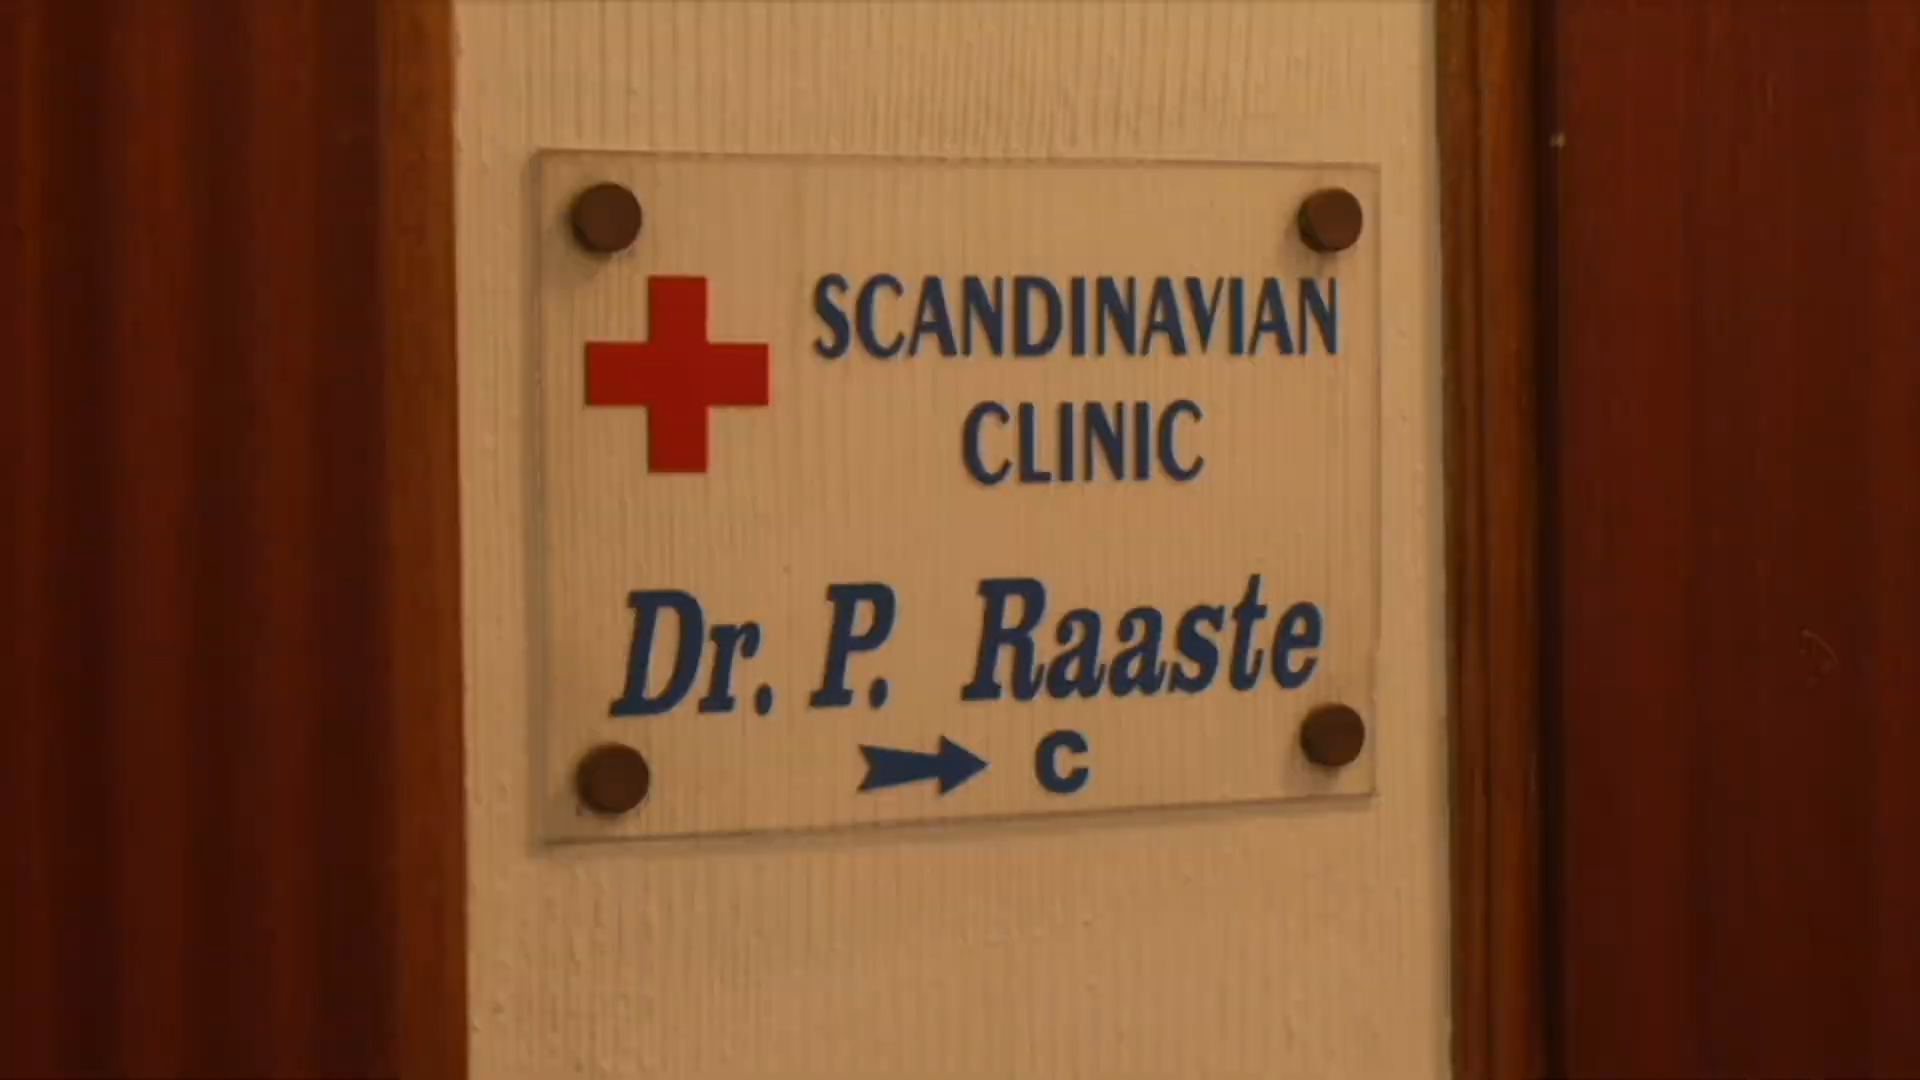 SCANDINAVIAN
CLINIC
Dr. P. Raaste
→ C